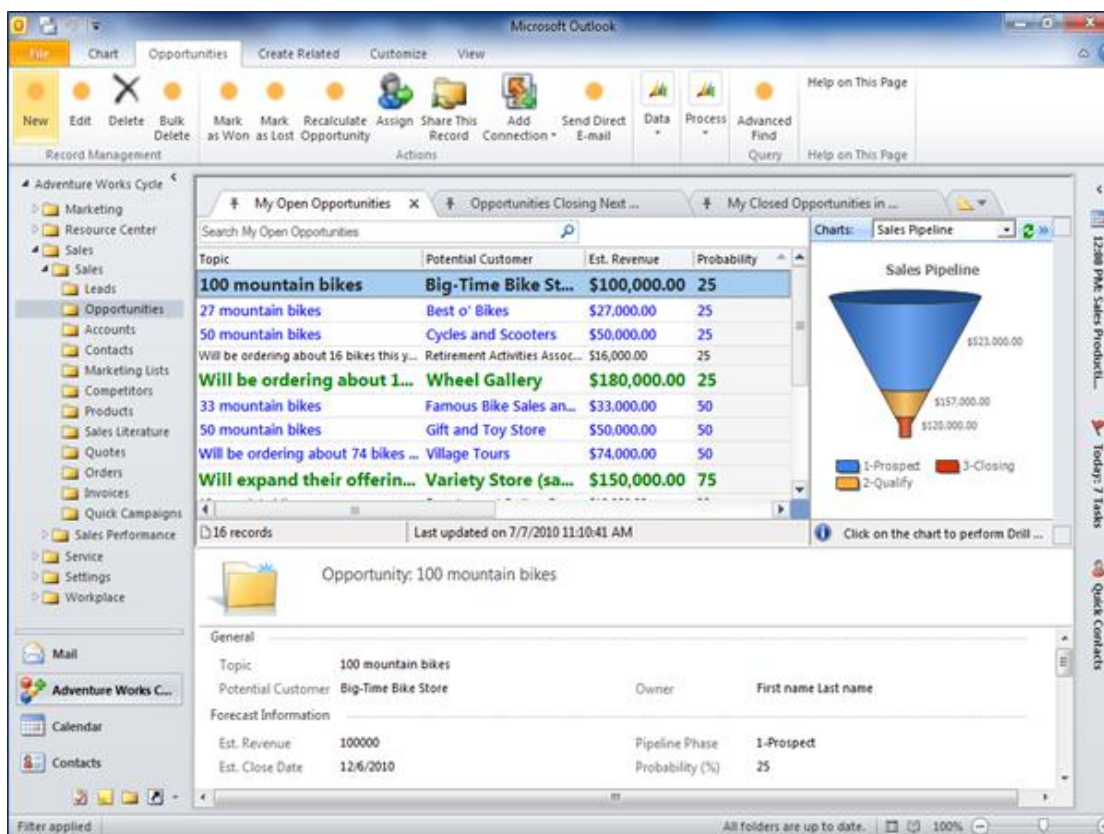 Microsoft Outlook
File Chart Opportunities Create Related Customize View
New Edit Delete Bulk Delete
Record Management
Mark as Won Mark as Lost Recalculate Opportunity Assign Share This Record Add Connection Send Direct E-mail
Actions
Data Process
Advanced Find
Query
Help on This Page
Help on This Page
Adventure Works Cycle
Marketing
Resource Center
Sales
Sales
Leads
Opportunities
Accounts
Contacts
Marketing Lists
Competitors
Products
Sales Literature
Quotes
Orders
Invoices
Quick Campaigns
Sales Performance
Service
Settings
Workplace
Mail
Adventure Works C...
Calendar
Contacts
My Open Opportunities Opportunities Closing Next ... My Closed Opportunities in ...
Search My Open Opportunities
Topic Potential Customer Est. Revenue Probability
100 mountain bikes Big-Time Bike St... $100,000.00 25
27 mountain bikes Best o' Bikes $27,000.00 25
50 mountain bikes Cycles and Scooters $50,000.00 25
Will be ordering about 16 bikes this y... Retirement Activities Assoc... $16,000.00 25
Will be ordering about 1... Wheel Gallery $180,000.00 25
33 mountain bikes Famous Bike Sales an... $33,000.00 50
50 mountain bikes Gift and Toy Store $50,000.00 50
Will be ordering about 74 bikes ... Village Tours $74,000.00 50
Will expand their offerin... Variety Store (sa... $150,000.00 75
16 records Last updated on 7/7/2010 11:10:41 AM
Charts: Sales Pipeline
Sales Pipeline
$523,000.00
$157,000.00
$120,000.00
1-Prospect 3-Closing
2-Qualify
Click on the chart to perform Drill ...
Opportunity: 100 mountain bikes
General
Topic 100 mountain bikes
Potential Customer Big-Time Bike Store Owner First name Last name
Forecast Information
Est. Revenue 100000 Pipeline Phase 1-Prospect
Est. Close Date 12/6/2010 Probability (%) 25
12:00 PM: Sales Producti...
Today: 7 Tasks
Quick Contacts
Filter applied All folders are up to date. 100%